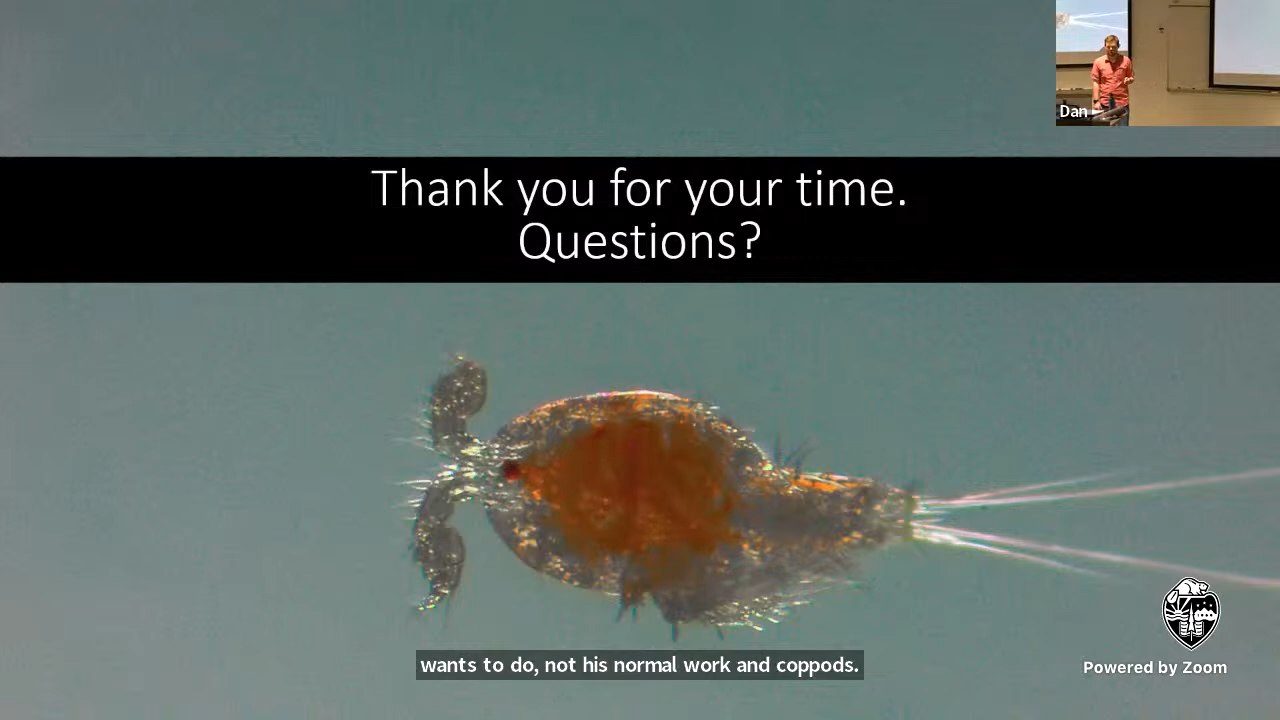 Dan
Thank you for your time.
Questions?
wants to do, not his normal work and coppods.
Powered by Zoom